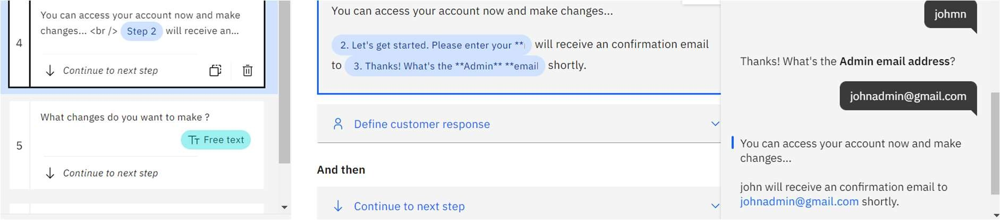 You can access your account now and make
changes... <br /> Step 2 will receive an...
4
Continue to next step
What changes do you want to make ?
Free text
5
Continue to next step
You can access your account now and make changes...
2. Let's get started. Please enter your ** will receive an confirmation email
to 3. Thanks! What's the **Admin** **email shortly.
Define customer response
And then
Continue to next step
johmn
Thanks! What's the Admin email address?
johnadmin@gmail.com
You can access your account now and make
changes...
john will receive an confirmation email to
johnadmin@gmail.com shortly.